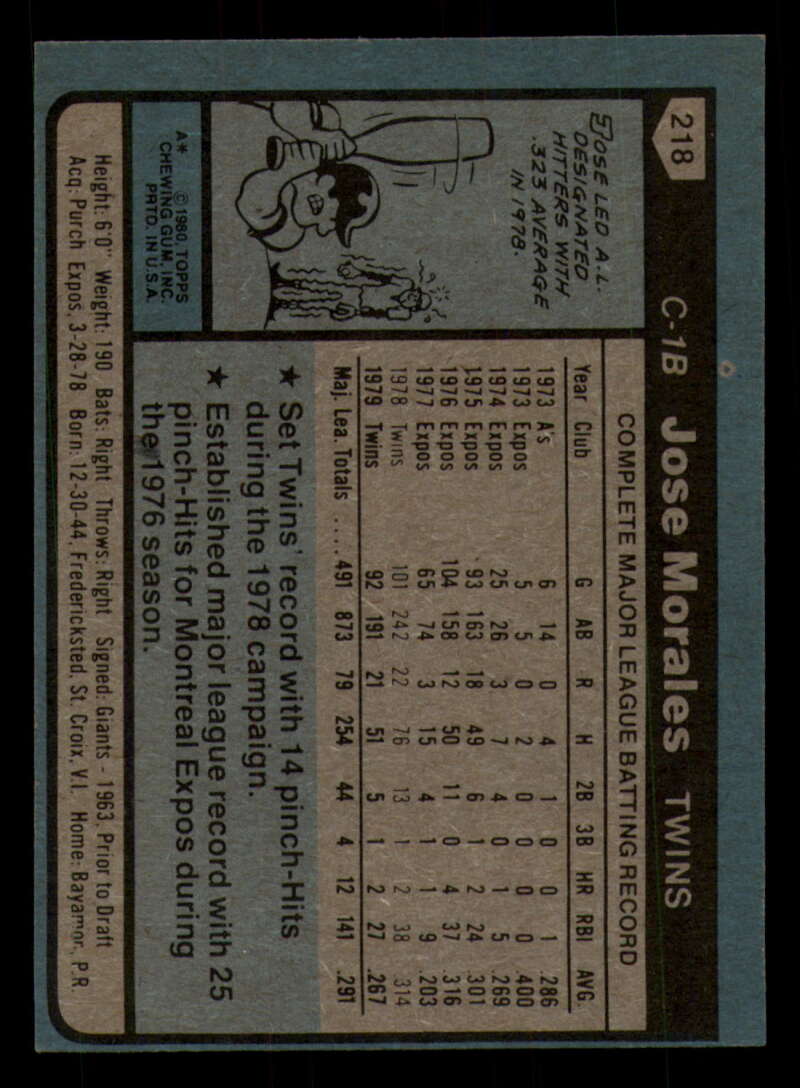 218 C-1B Jose Morales TWINS
COMPLETE MAJOR LEAGUE BATTING RECORD
Year Club G AB R H 2B 3B HR RBI AVG.
1973 A's 6 14 0 4 1 0 0 1 .286
1973 Expos 5 5 0 2 0 0 0 0 .400
1974 Expos 25 26 3 7 4 0 1 5 .269
1975 Expos 93 163 18 49 6 1 2 24 .301
1976 Expos 104 158 12 50 11 0 4 37 .316
1977 Expos 65 74 3 15 4 1 1 9 .203
1978 Twins 101 242 22 76 13 1 2 38 .314
1979 Twins 92 191 21 51 5 1 2 27 .267
Maj. Lea. Totals .... 491 873 79 254 44 4 12 141 .291
★ Set Twins' record with 14 pinch-Hits
during the 1978 campaign.
★ Established major league record with 25
pinch-Hits for Montreal Expos during
the 1976 season.
JOSE LED A.L.
DESIGNATED
HITTERS WITH
.323 AVERAGE
IN 1978.
A* © 1980, TOPPS
CHEWING GUM, INC.
PRTD. IN U.S.A.
Height: 6'0" Weight: 190 Bats: Right Throws: Right Signed: Giants - 1963, Prior to Draft
Acq: Purch Expos, 3-28-78 Born: 12-30-44, Fredericksted, St. Croix, V.I. Home: Bayamon, P.R.